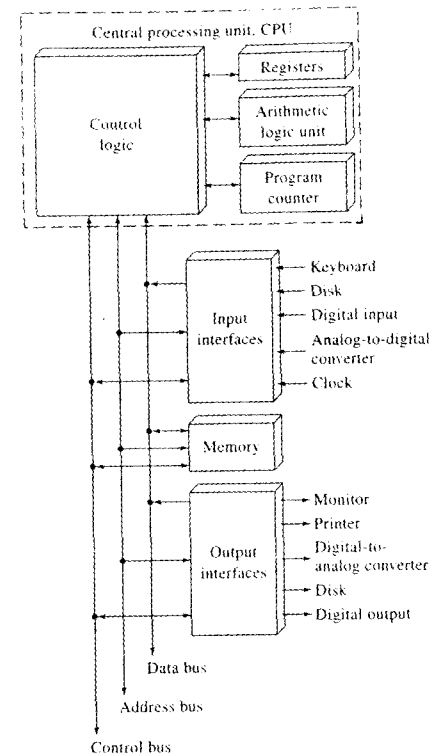 Central processing unit, CPU
Control
logic
Registers
Arithmetic
logic unit
Program
counter
Input
interfaces
Keyboard
Disk
Digital input
Analog-to-digital
converter
Clock
Memory
Output
interfaces
Monitor
Printer
Digital-to-
analog converter
Disk
Digital output
Data bus
Address bus
Control bus